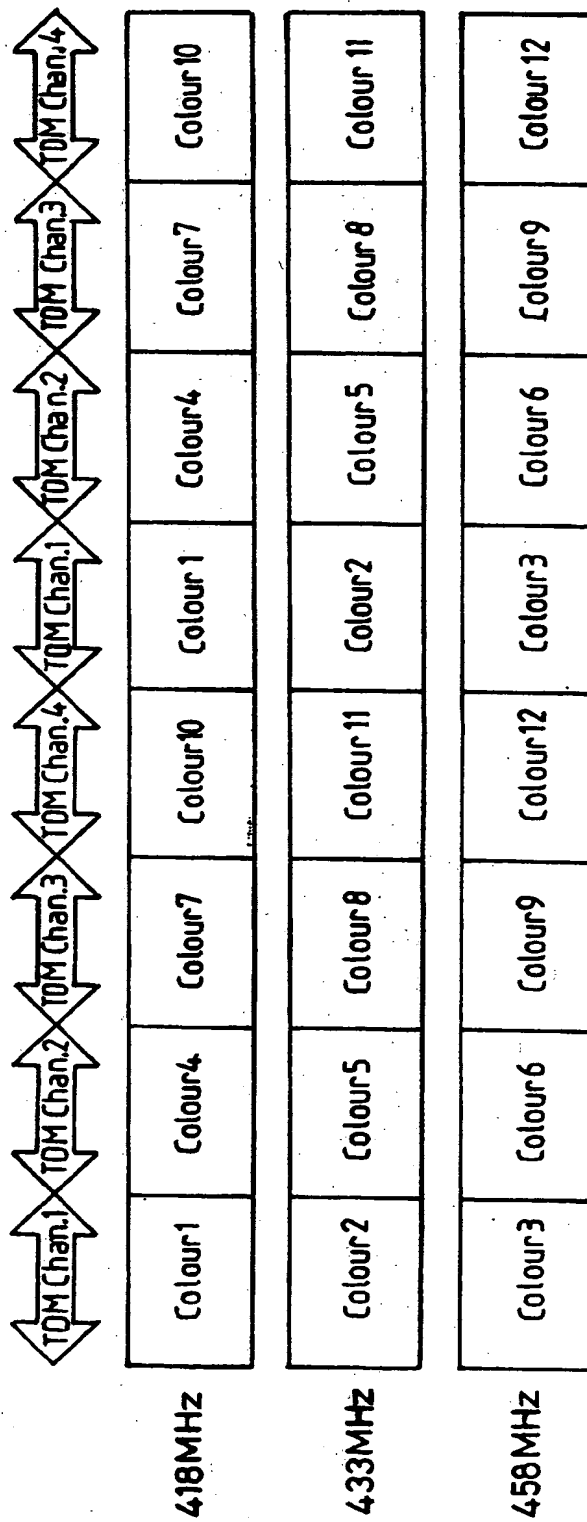 TDM Chan.1 TDM Chan.2 TDM Chan.3 TDM Chan.4 TDM Chan.1 TDM Chan.2 TDM Chan.3 TDM Chan.4
418MHz Colour1 Colour4 Colour7 Colour10 Colour1 Colour4 Colour7 Colour10
433MHz Colour2 Colour5 Colour8 Colour11 Colour2 Colour5 Colour8 Colour11
458MHz Colour3 Colour6 Colour9 Colour12 Colour3 Colour6 Colour9 Colour12